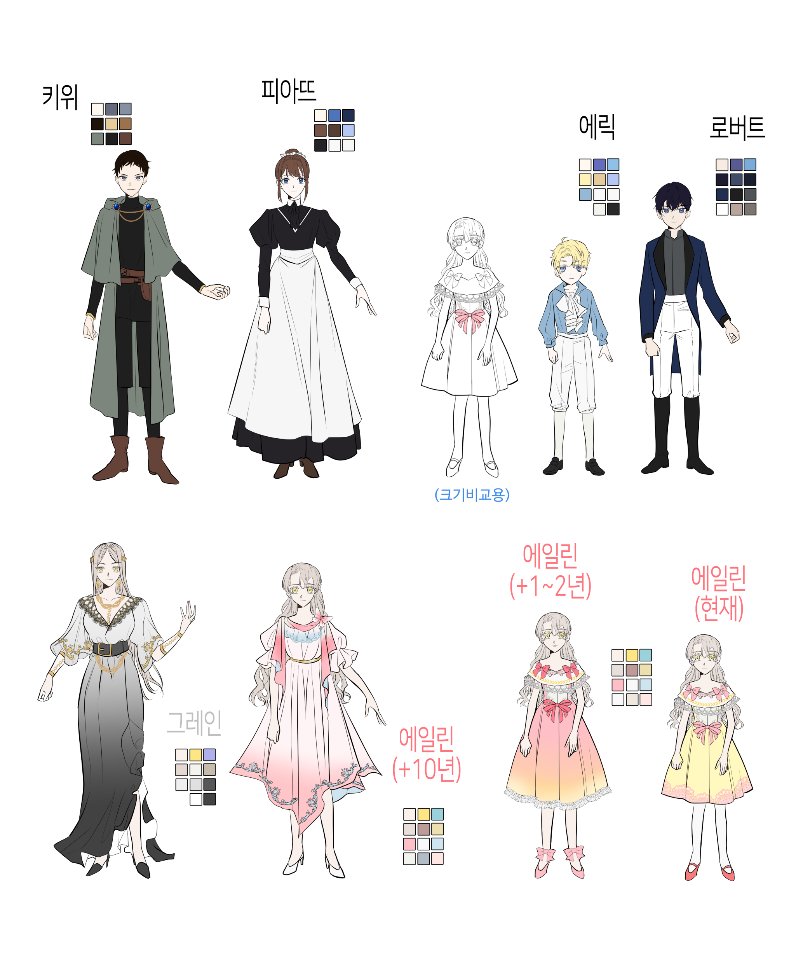 키위
피아뜨
에릭
로버트
(크기비교용)
그레인
에일린
(+10년)
에일린
(+1~2년)
에일린
(현재)